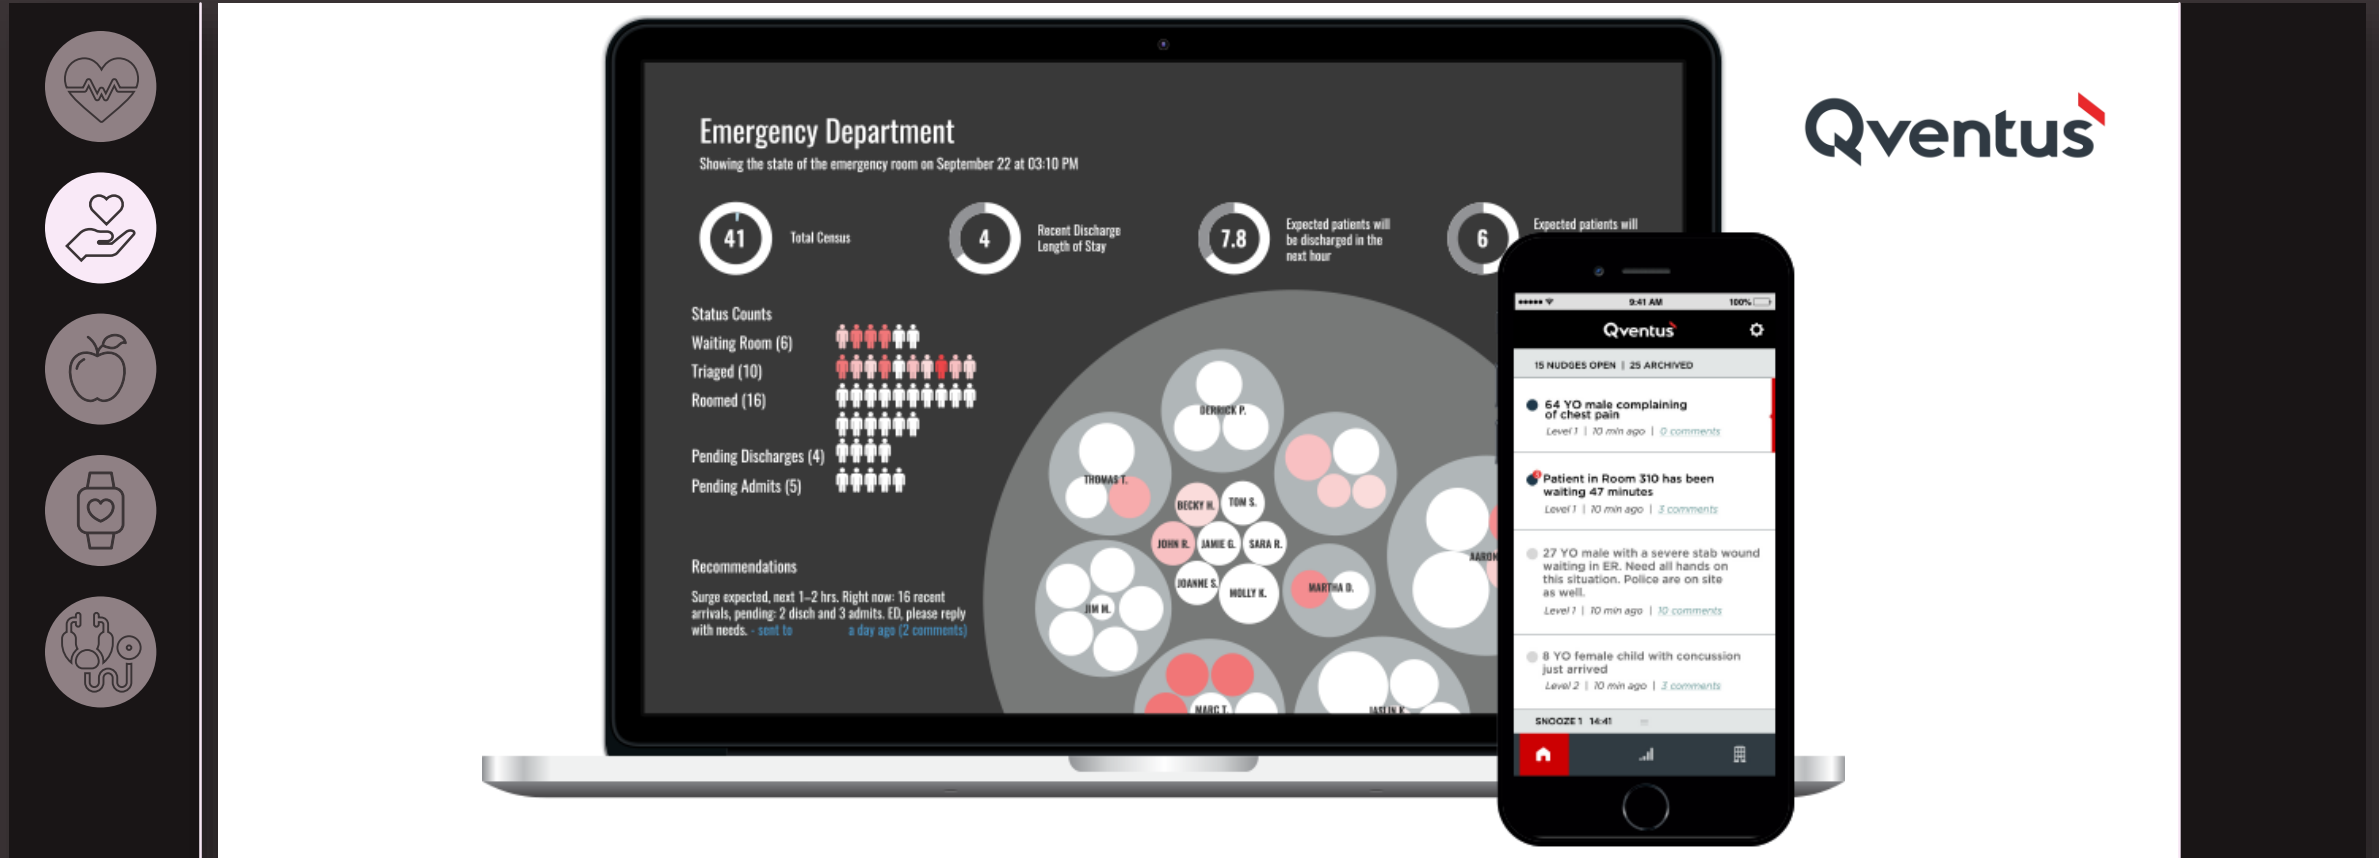 Qventus
Emergency Department
Showing the state of the emergency room on September 22 at 03:10 PM
41
Total Census
4
Recent Discharge
Length of Stay
7.8
Expected patients will
be discharged in the
next hour
6
Expected patients will
Status Counts
Waiting Room (6)
Triaged (10)
Roomed (16)
Pending Discharges (4)
Pending Admits (5)
Recommendations
Surge expected, next 1–2 hrs. Right now: 16 recent
arrivals, pending: 2 disch and 3 admits. ED, please reply
with needs. - sent to a day ago (2 comments)
DERRICK P.
THOMAS T.
BECKY H.
TOM S.
JOHN R.
JAMIE G.
SARA R.
JOANNE S.
MOLLY K.
MARTHA D.
AARON
JIM M.
MARC T.
JASLIN K.
9:41 AM
100%
Qventus
15 NUDGES OPEN | 25 ARCHIVED
64 YO male complaining
of chest pain
Level 1 | 10 min ago | 0 comments
Patient in Room 310 has been
waiting 47 minutes
Level 1 | 10 min ago | 3 comments
27 YO male with a severe stab wound
waiting in ER. Need all hands on
this situation. Police are on site
as well.
Level 1 | 10 min ago | 10 comments
8 YO female child with concussion
just arrived
Level 2 | 10 min ago | 3 comments
SNOOZE 1 14:41